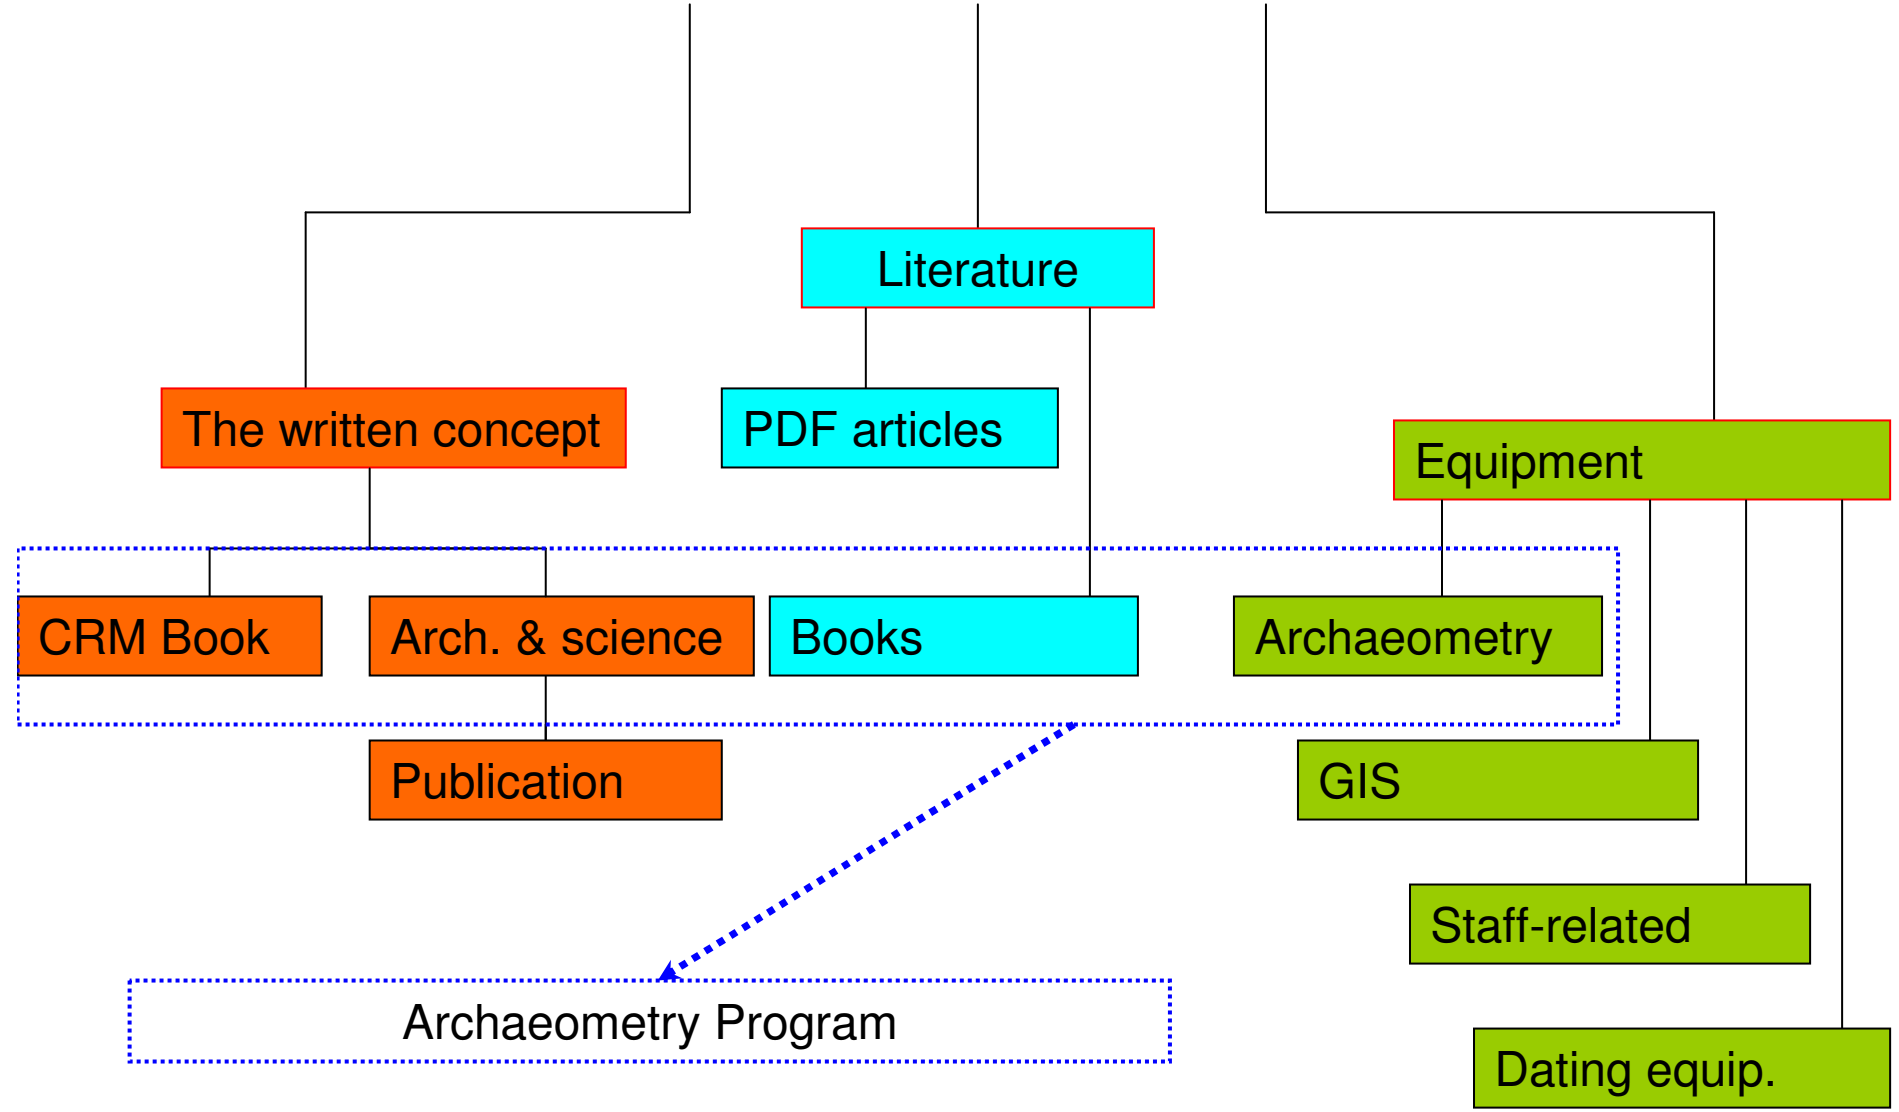 Literature
The written concept
PDF articles
Equipment
CRM Book
Arch. & science
Books
Archaeometry
Publication
GIS
Staff-related
Archaeometry Program
Dating equip.